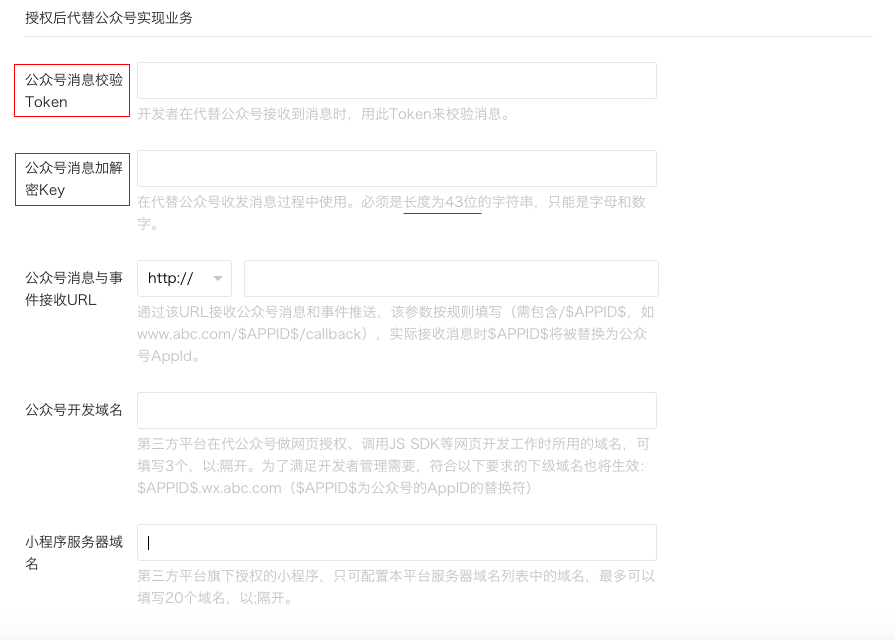 授权后代替公众号实现业务
公众号消息校验
Token
开发者在代替公众号接收到消息时，用此Token来校验消息。
公众号消息加解
密Key
在代替公众号收发消息过程中使用。必须是长度为43位的字符串，只能是字母和数
字。
公众号消息与事
件接收URL
http://
通过该URL接收公众号消息和事件推送，该参数按规则填写（需包含/$APPID$，如
www.abc.com/$APPID$/callback），实际接收消息时$APPID$将被替换为公众
号AppId。
公众号开发域名
第三方平台在代公众号做网页授权、调用JS SDK等网页开发工作时所用的域名，可
填写3个，以;隔开。为了满足开发者管理需要，符合以下要求的下级域名也将生效：
$APPID$.wx.abc.com（$APPID$为公众号的AppID的替换符）
小程序服务器域
名
第三方平台旗下授权的小程序，只可配置本平台服务器域名列表中的域名，最多可以
填写20个域名，以;隔开。